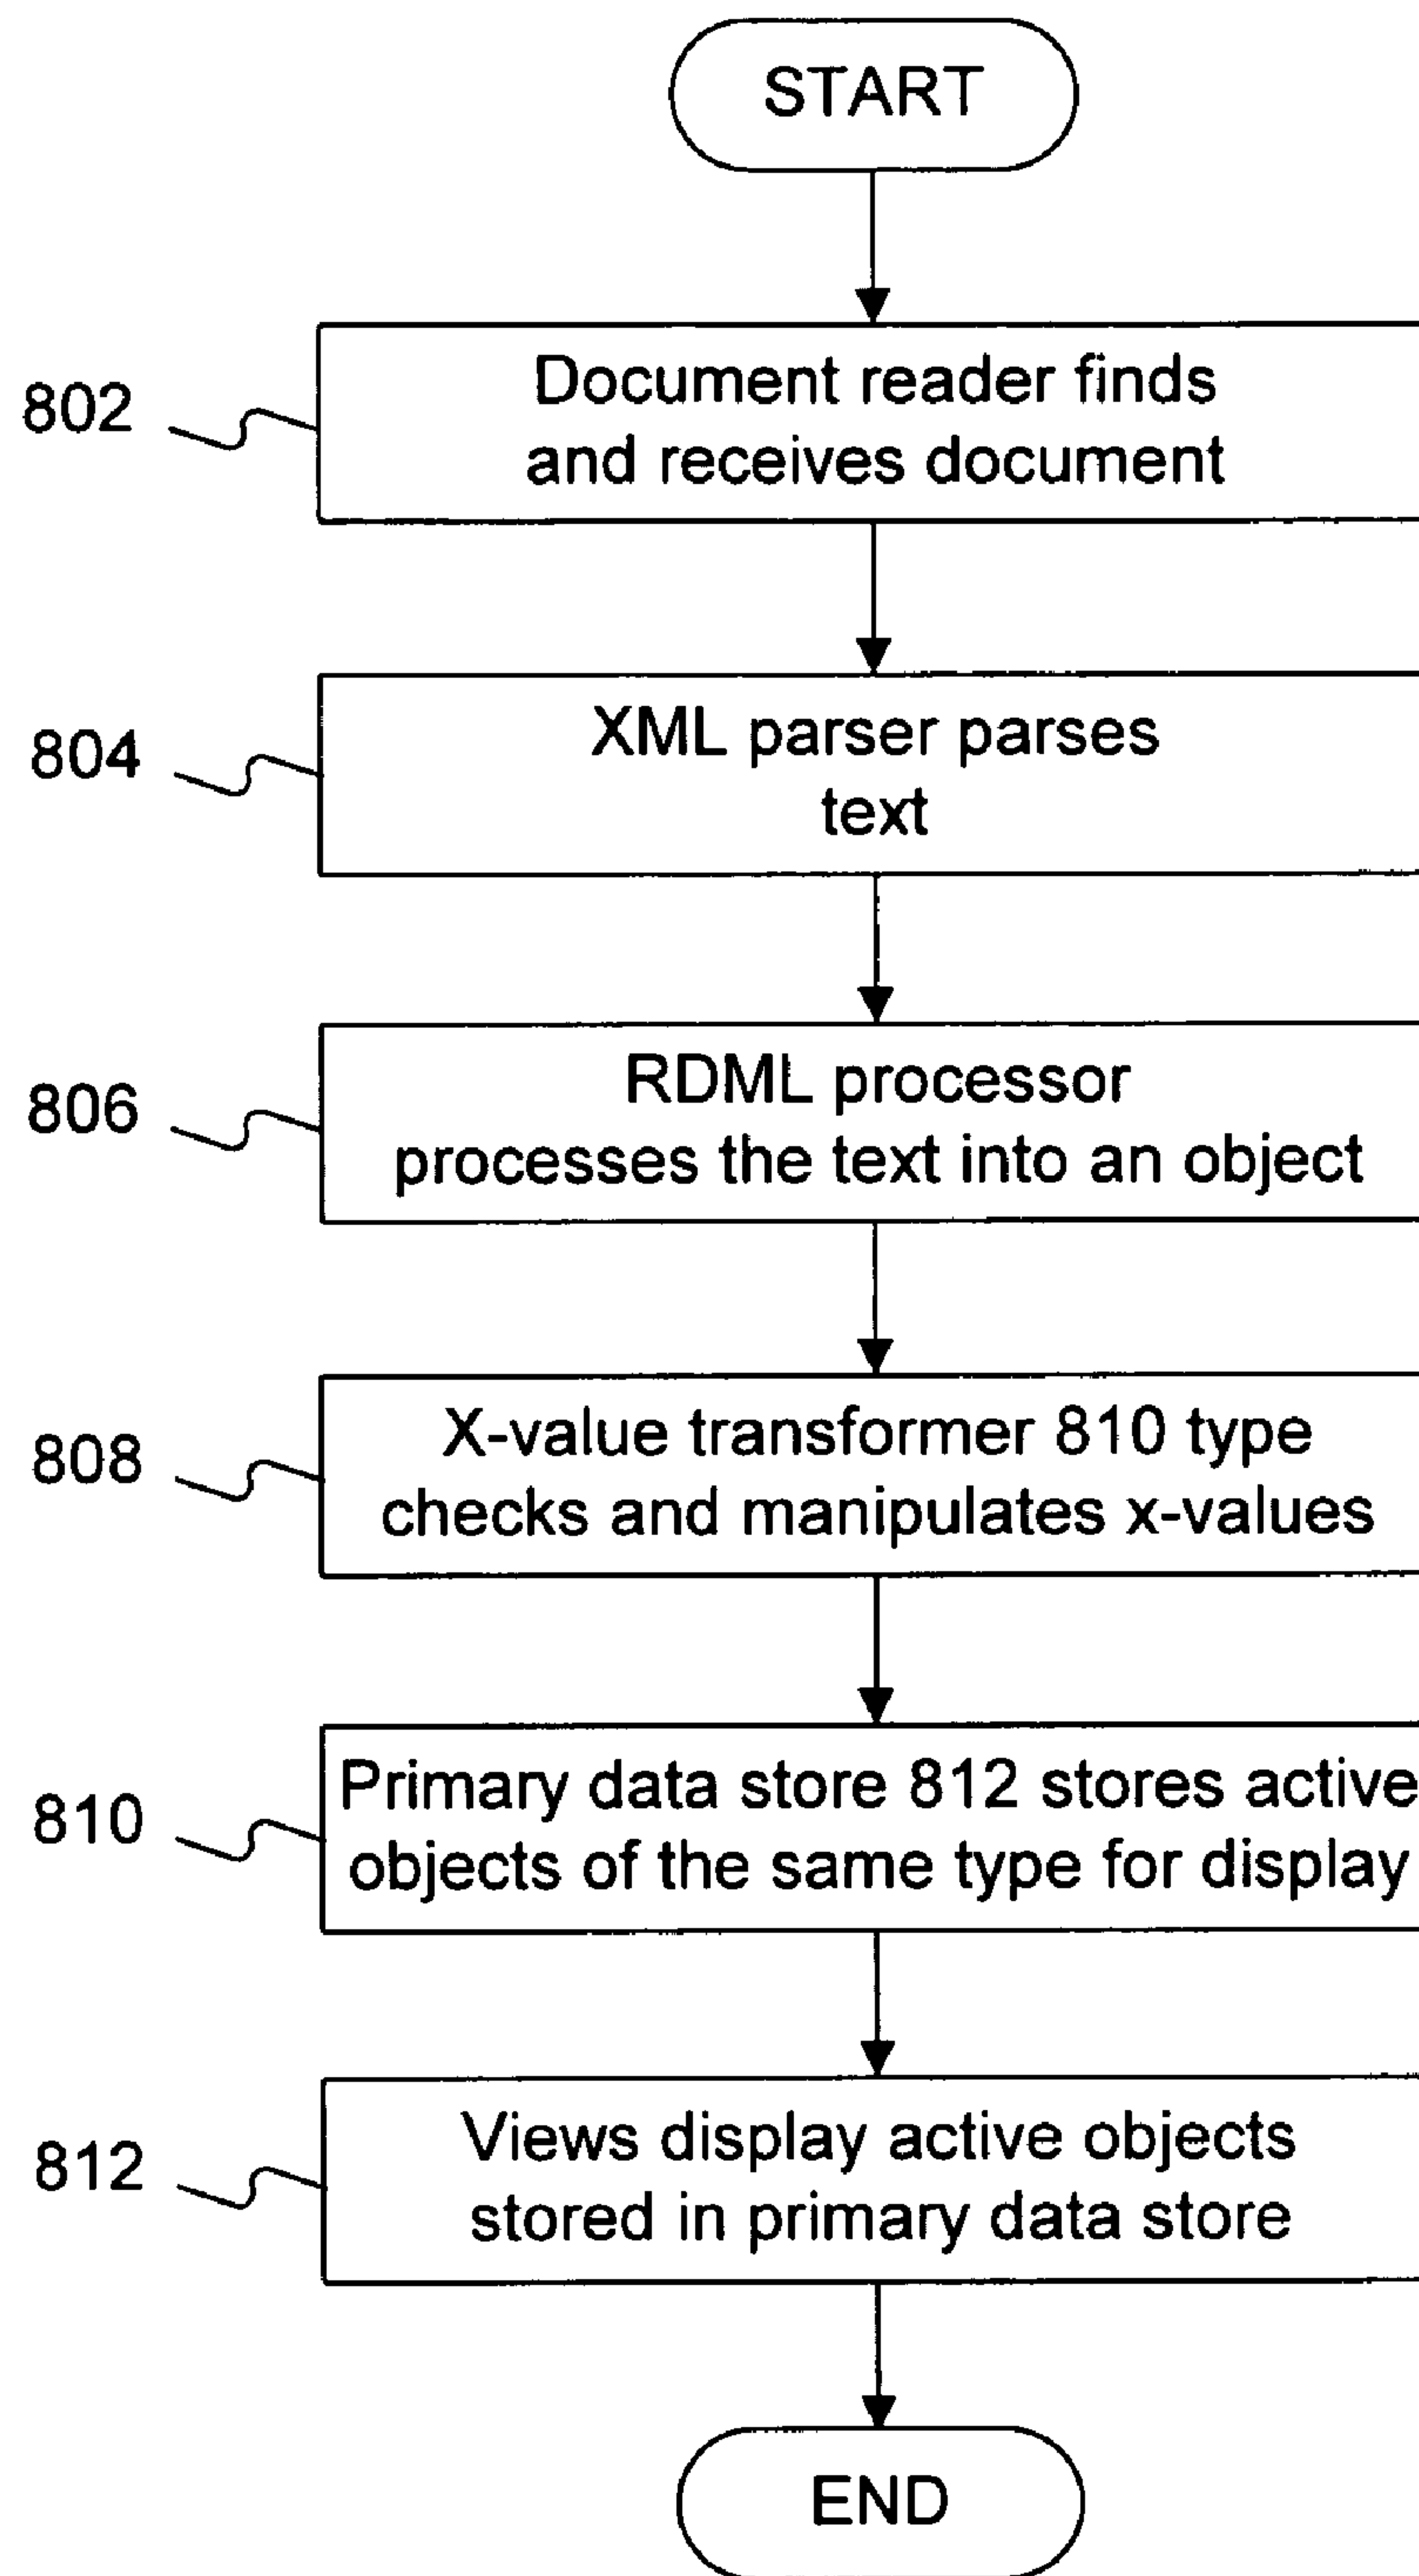 START
802
Document reader finds
and receives document
804
XML parser parses
text
806
RDML processor
processes the text into an object
808
X-value transformer 810 type
checks and manipulates x-values
810
Primary data store 812 stores active
objects of the same type for display
812
Views display active objects
stored in primary data store
END